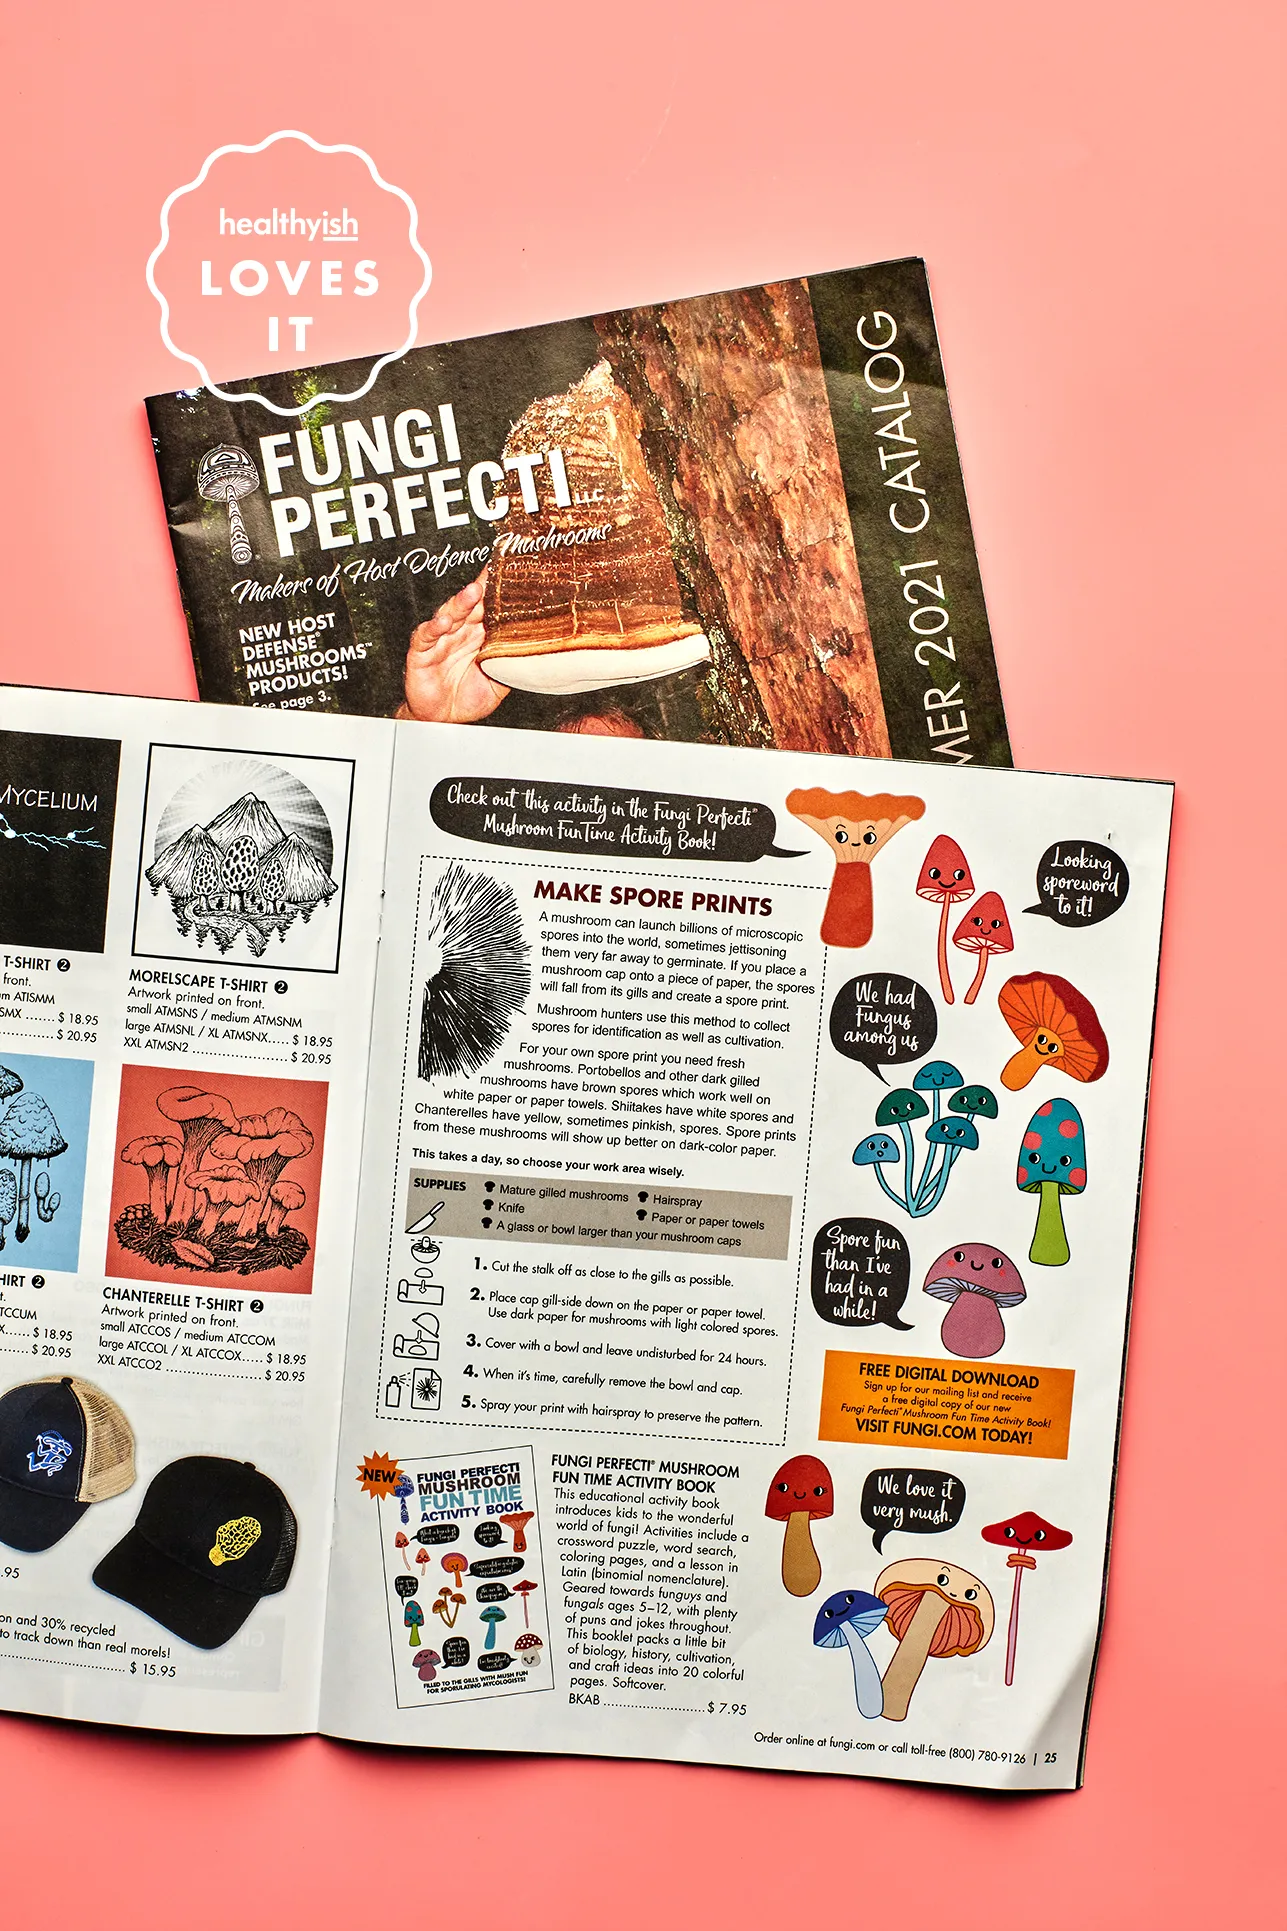 healthyish
LOVES
IT
FUNGI
PERFECTI
LLC
Makers of Host Defense Mushrooms
NEW HOST
DEFENSE®
MUSHROOMS™
PRODUCTS!
See page 3.
MER 2021 CATALOG
MYCELIUM
T-SHIRT ❷
front.
m ATISMM
SMX ...... $ 18.95
.......... $ 20.95
MORELSCAPE T-SHIRT ❷
Artwork printed on front.
small ATMSNS / medium ATMSNM
large ATMSNL / XL ATMSNX..... $ 18.95
XXL ATMSN2 .................. $ 20.95
HIRT ❷
t.
TCCUM
X...... $ 18.95
.......... $ 20.95
CHANTERELLE T-SHIRT ❷
Artwork printed on front.
small ATCCOS / medium ATCCOM
large ATCCOL / XL ATCCOX..... $ 18.95
XXL ATCCO2 .................. $ 20.95
.95
on and 30% recycled
to track down than real morels!
.................. $ 15.95
Check out this activity in the Fungi Perfecti®
Mushroom Fun Time Activity Book!
MAKE SPORE PRINTS
A mushroom can launch billions of microscopic
spores into the world, sometimes jettisoning
them very far away to germinate. If you place a
mushroom cap onto a piece of paper, the spores
will fall from its gills and create a spore print.
Mushroom hunters use this method to collect
spores for identification as well as cultivation.
For your own spore print you need fresh
mushrooms. Portobellos and other dark gilled
mushrooms have brown spores which work well on
white paper or paper towels. Shiitakes have white spores and
Chanterelles have yellow, sometimes pinkish, spores. Spore prints
from these mushrooms will show up better on dark-color paper.
This takes a day, so choose your work area wisely.
SUPPLIES
Mature gilled mushrooms
Hairspray
Knife
Paper or paper towels
A glass or bowl larger than your mushroom caps
1. Cut the stalk off as close to the gills as possible.
2. Place cap gill-side down on the paper or paper towel.
Use dark paper for mushrooms with light colored spores.
3. Cover with a bowl and leave undisturbed for 24 hours.
4. When it's time, carefully remove the bowl and cap.
5. Spray your print with hairspray to preserve the pattern.
Looking
sporeword
to it!
We had
Fungus
among us
Spore fun
than I've
had in a
while!
FREE DIGITAL DOWNLOAD
Sign up for our mailing list and receive
a free digital copy of our new
Fungi Perfecti® Mushroom Fun Time Activity Book!
VISIT FUNGI.COM TODAY!
We love it
very mush.
NEW
FUNGI PERFECTI
MUSHROOM
FUN TIME
ACTIVITY BOOK
FILLED TO THE GILLS WITH MUSH FUN
FOR SPORULATING MYCOLOGISTS!
FUNGI PERFECTI® MUSHROOM
FUN TIME ACTIVITY BOOK
This educational activity book
introduces kids to the wonderful
world of fungi! Activities include a
crossword puzzle, word search,
coloring pages, and a lesson in
Latin (binomial nomenclature).
Geared towards funguys and
fungals ages 5–12, with plenty
of puns and jokes throughout.
This booklet packs a little bit
of biology, history, cultivation,
and craft ideas into 20 colorful
pages. Softcover.
BKAB ......................... $ 7.95
Order online at fungi.com or call toll-free (800) 780-9126 | 25